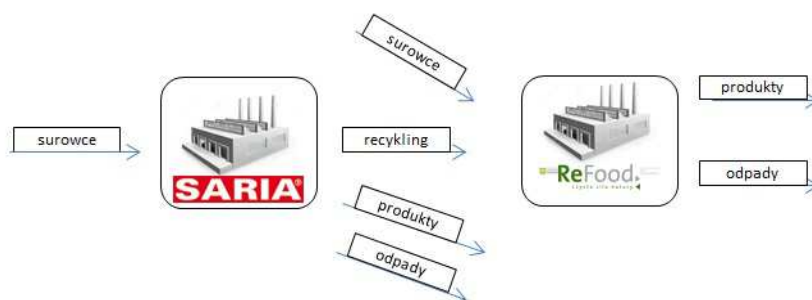 surowce
SARIA®
surowce
recykling
produkty
odpady
ReFood
czysta siła natury
produkty
odpady